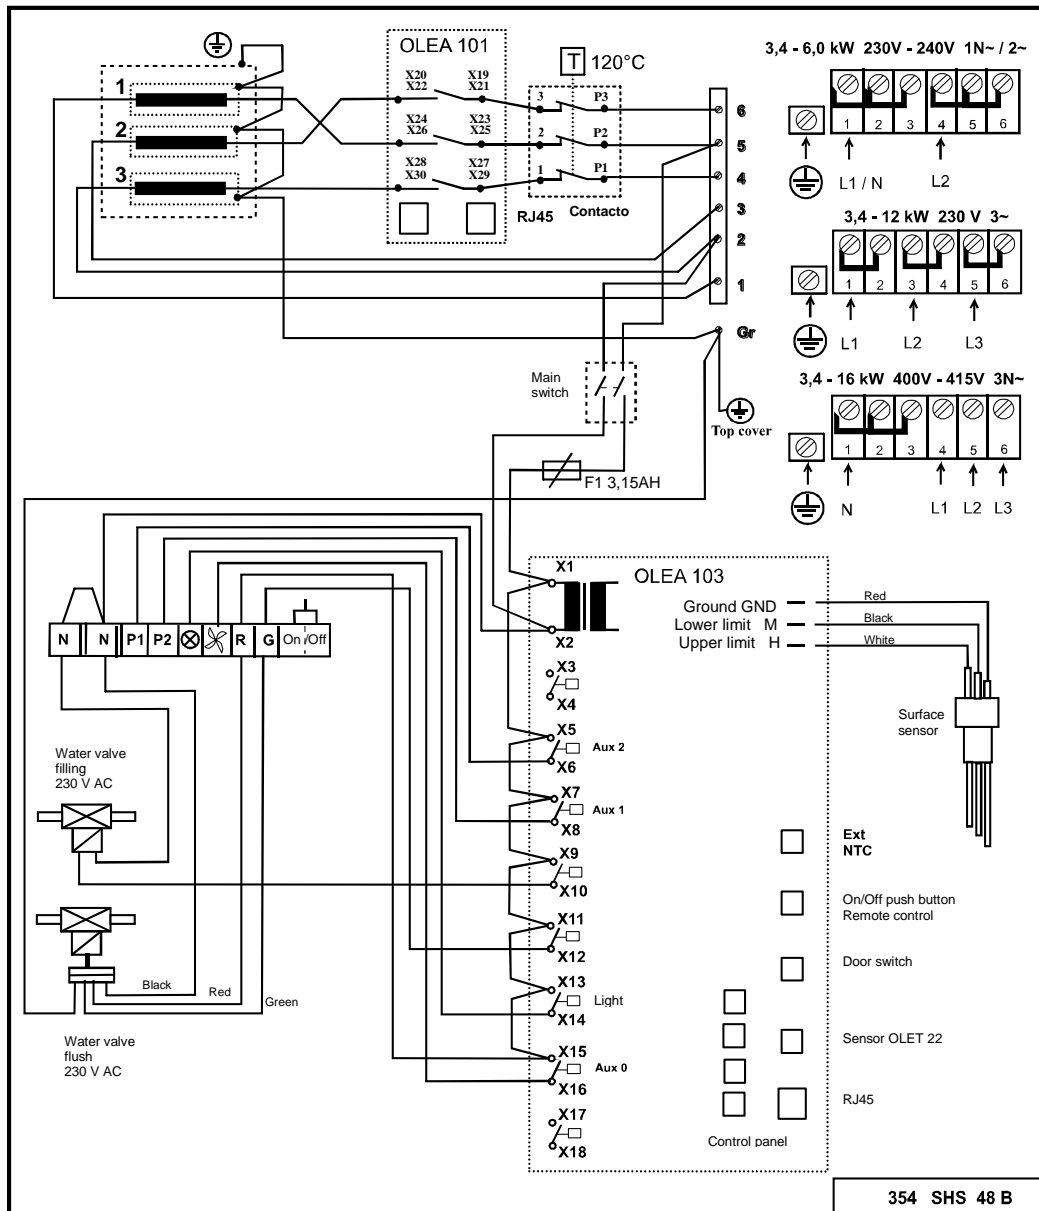 OLEA 101
T 120°C
3,4 - 6,0 kW 230V - 240V 1N~ / 2~
1
2
3
X20
X22
X19
X21
X24
X26
X23
X25
X28
X30
X27
X29
3
2
1
P3
P2
P1
RJ45
Contacto
6
5
4
3
2
1
Gr
1 2 3 4 5 6
L1 / N L2
3,4 - 12 kW 230 V 3~
1 2 3 4 5 6
L1 L2 L3
3,4 - 16 kW 400V - 415V 3N~
1 2 3 4 5 6
N L1 L2 L3
Main
switch
Top cover
F1 3,15AH
OLEA 103
X1
X2
X3
X4
X5
X6
Aux 2
X7
X8
Aux 1
X9
X10
X11
X12
X13
X14
Light
X15
X16
Aux 0
X17
X18
Ground GND
Lower limit M
Upper limit H
Red
Black
White
Surface
sensor
N N P1 P2 R G On/Off
Water valve
filling
230 V AC
Black
Red
Green
Water valve
flush
230 V AC
Ext
NTC
On/Off push button
Remote control
Door switch
Sensor OLET 22
RJ45
Control panel
354 SHS 48 B